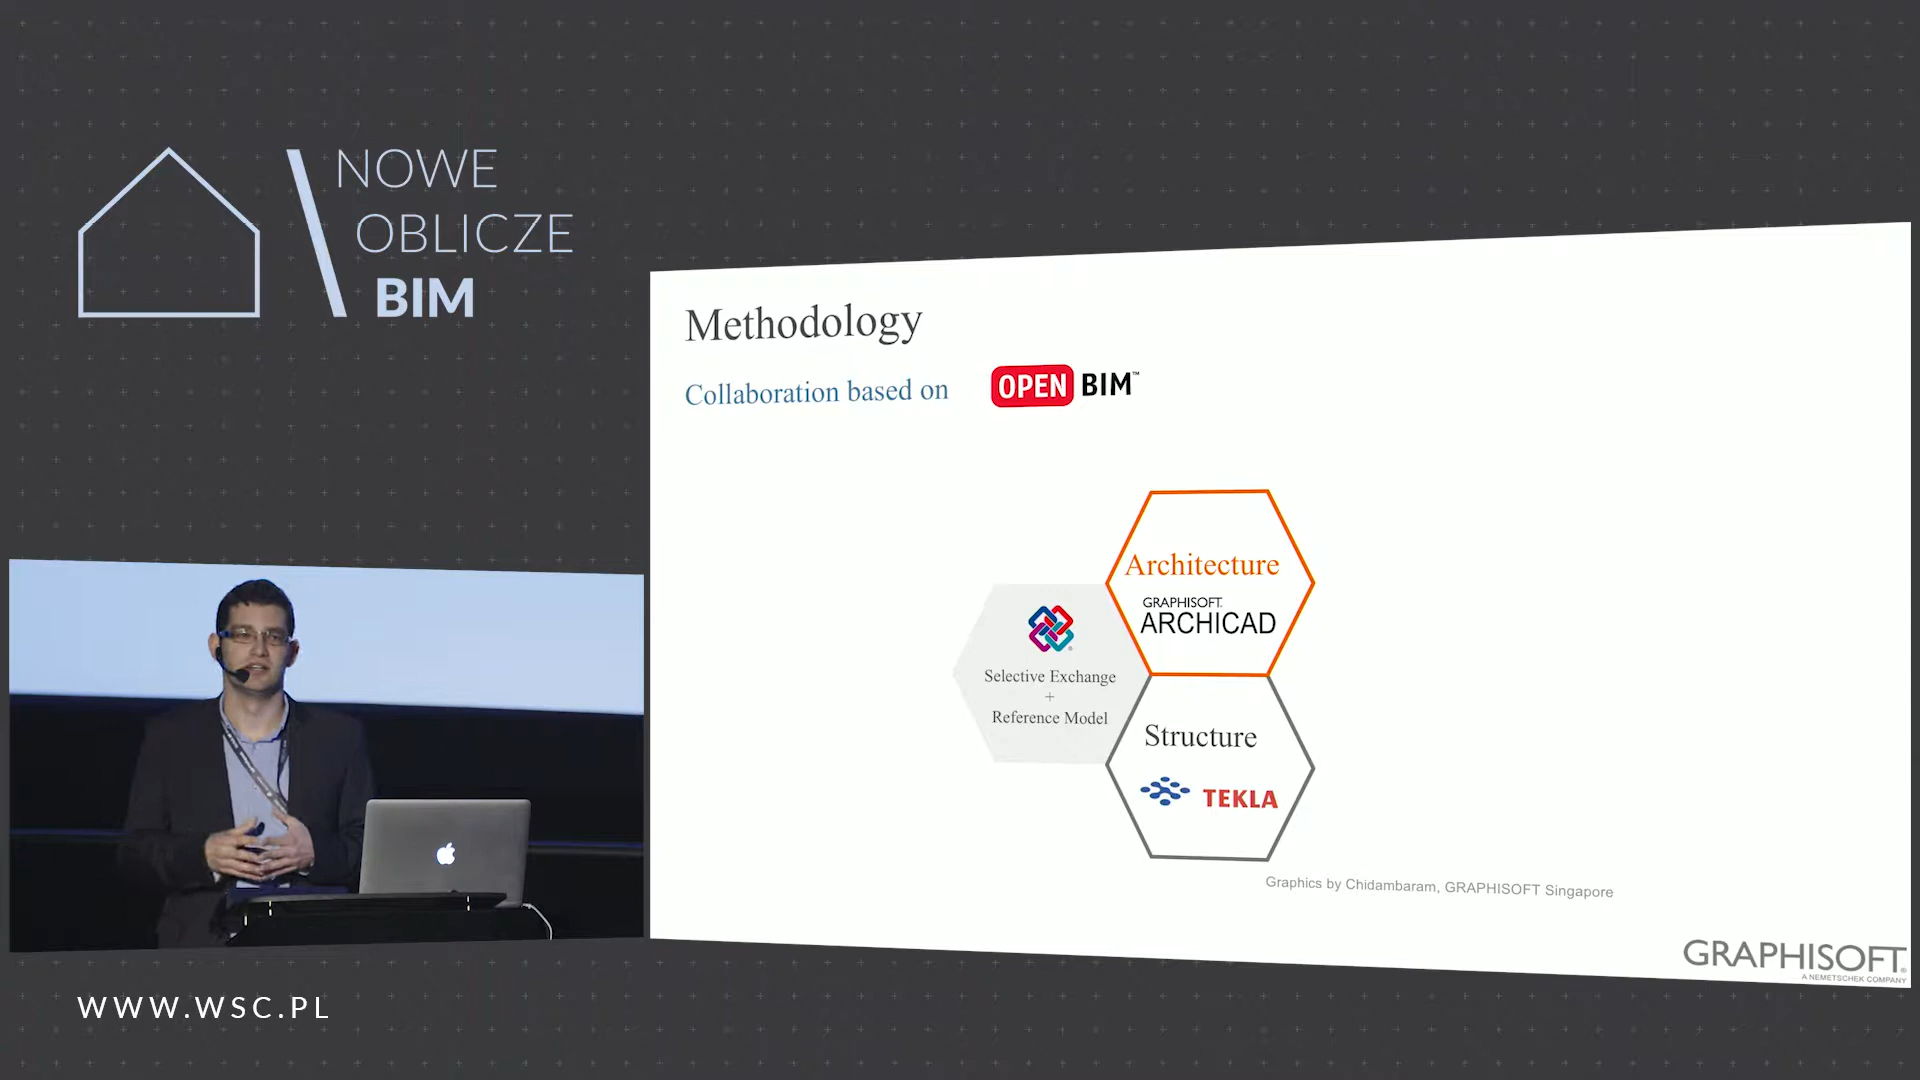 NOWE
OBLICZE
BIM
Methodology
Collaboration based on
OPEN BIM™
Architecture
GRAPHISOFT.
ARCHICAD
Selective Exchange
+
Reference Model
Structure
TEKLA
Graphics by Chidambaram, GRAPHISOFT Singapore
GRAPHISOFT®
A NEMETSCHEK COMPANY
WWW.WSC.PL